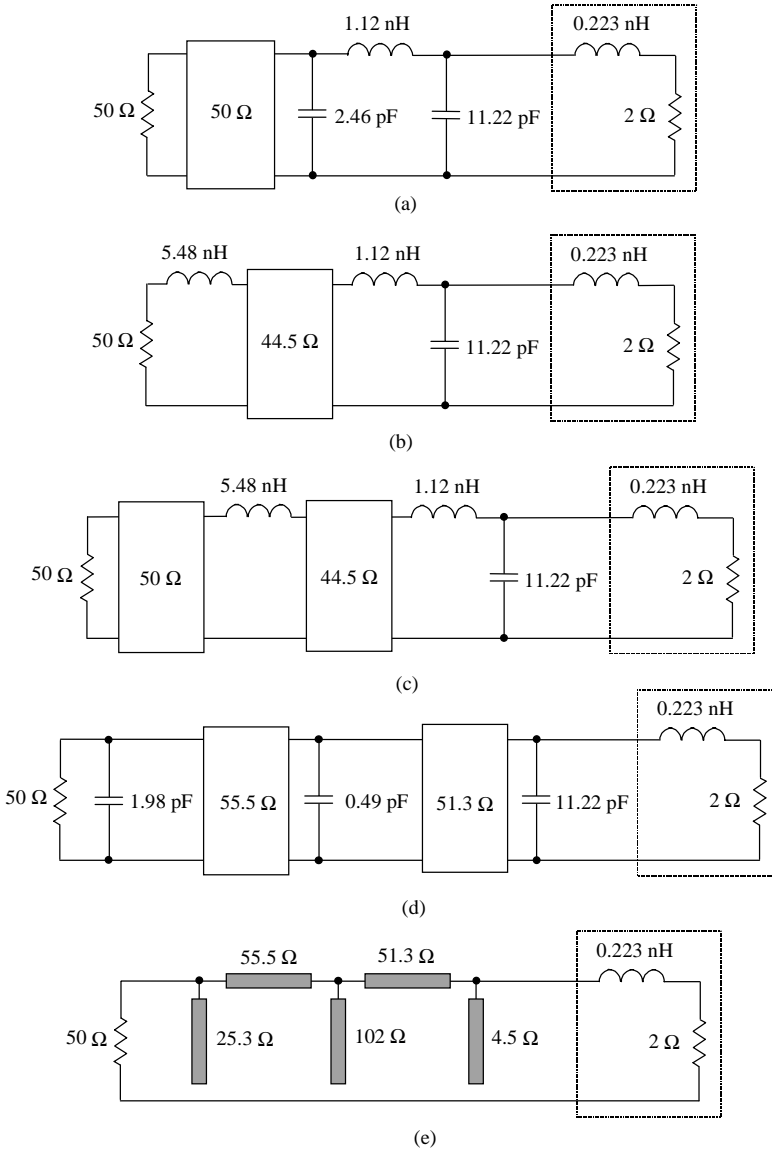 1.12 nH
0.223 nH
50 Ω
50 Ω
2.46 pF
11.22 pF
2 Ω
(a)
5.48 nH
1.12 nH
0.223 nH
50 Ω
44.5 Ω
11.22 pF
2 Ω
(b)
5.48 nH
1.12 nH
0.223 nH
50 Ω
50 Ω
44.5 Ω
11.22 pF
2 Ω
(c)
0.223 nH
50 Ω
1.98 pF
55.5 Ω
0.49 pF
51.3 Ω
11.22 pF
2 Ω
(d)
55.5 Ω
51.3 Ω
0.223 nH
50 Ω
25.3 Ω
102 Ω
4.5 Ω
2 Ω
(e)